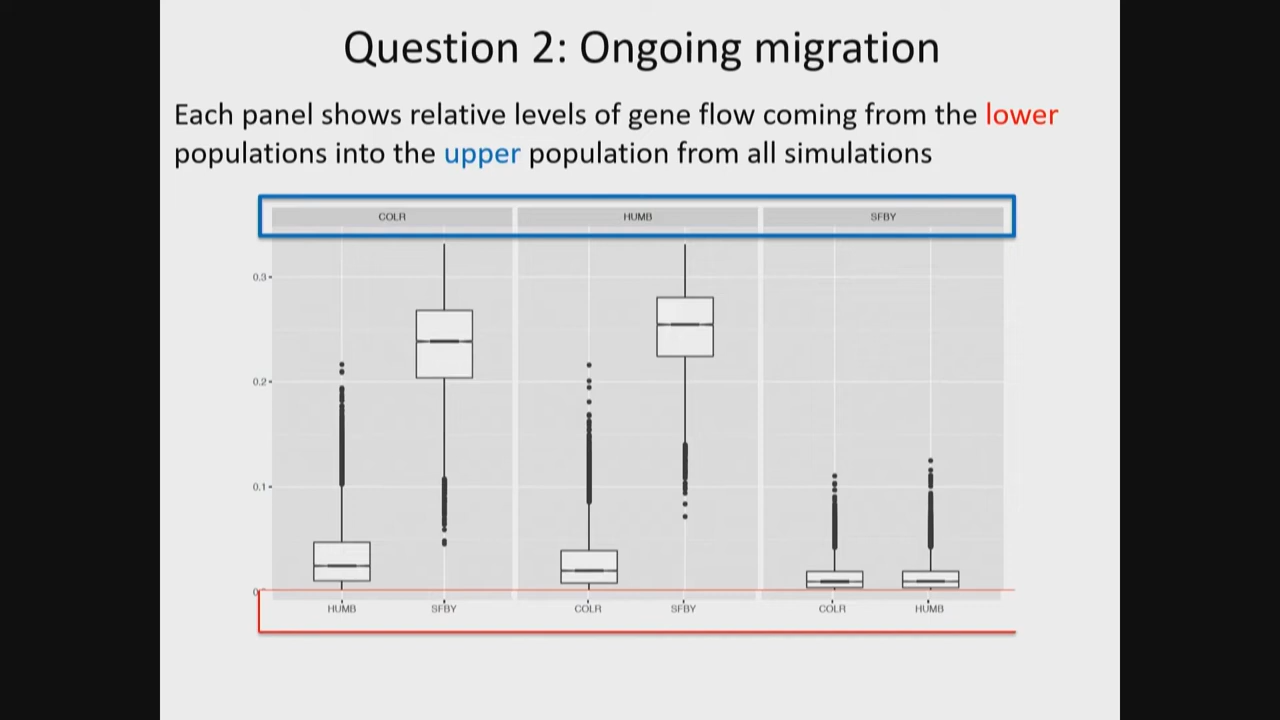 Question 2: Ongoing migration
Each panel shows relative levels of gene flow coming from the lower
populations into the upper population from all simulations
COLR HUMB SFBY
0.3
0.2
0.1
HUMB SFBY COLR SFBY COLR HUMB